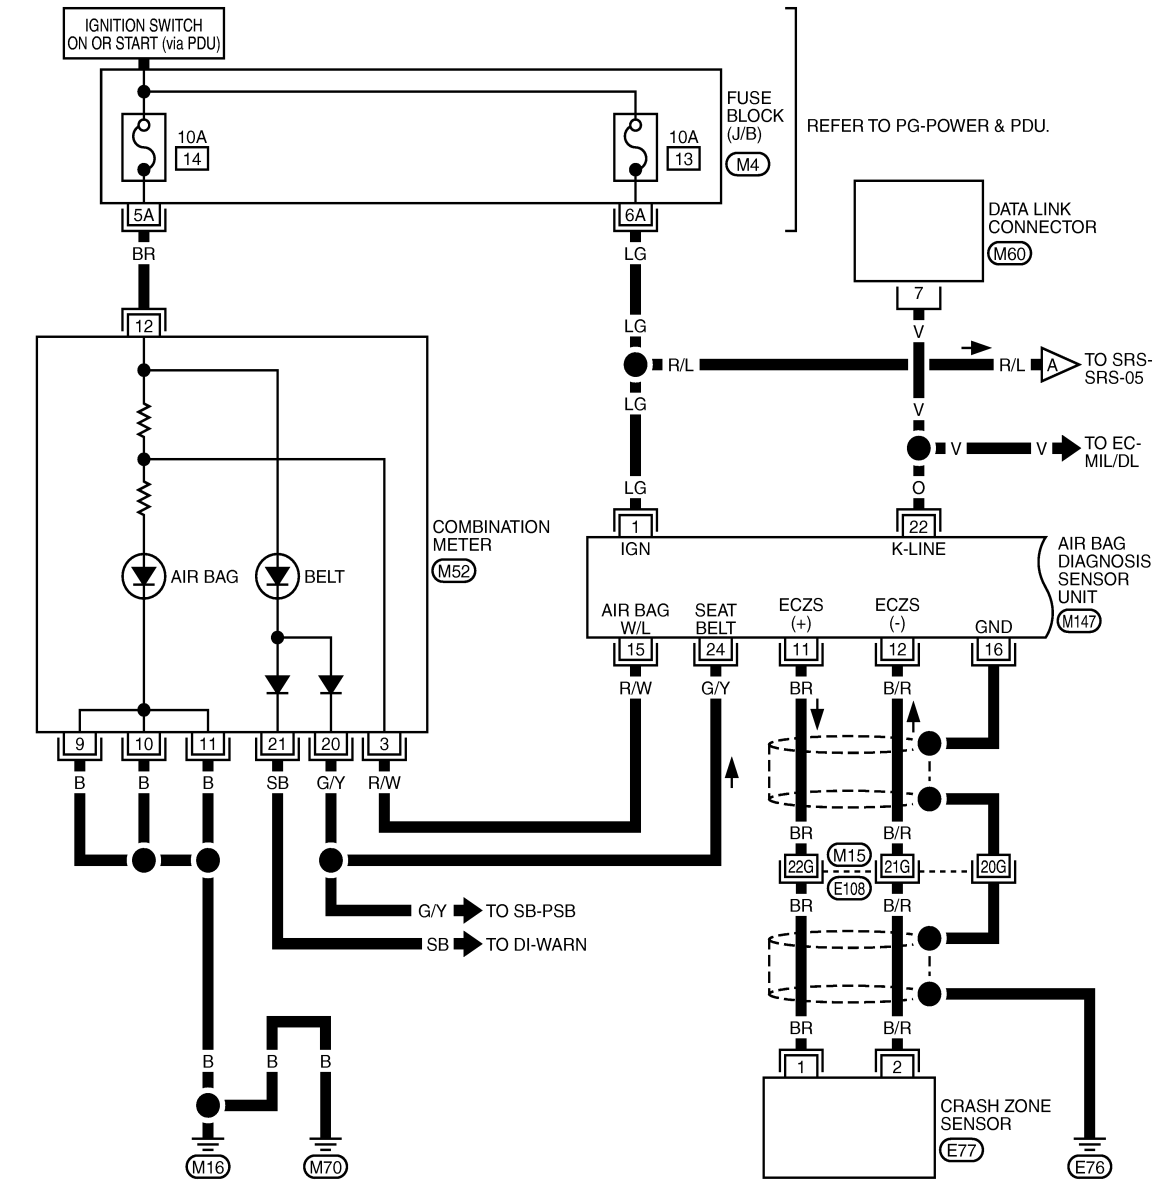 IGNITION SWITCH
ON OR START (via PDU)
10A
14
10A
13
FUSE
BLOCK
(J/B)
M4
REFER TO PG-POWER & PDU.
5A
6A
BR
LG
DATA LINK
CONNECTOR
M60
7
V
12
LG
R/L
R/L
A
TO SRS-
SRS-05
LG
V
V
V
TO EC-
MIL/DL
LG
O
1
22
IGN
K-LINE
COMBINATION
METER
M52
AIR BAG
BELT
AIR BAG
DIAGNOSIS
SENSOR
UNIT
M147
AIR BAG
W/L
SEAT
BELT
ECZS
(+)
ECZS
(-)
GND
15
24
11
12
16
R/W
G/Y
BR
B/R
9
10
11
21
20
3
B
B
B
SB
G/Y
R/W
BR
B/R
22G
M15
E108
21G
20G
BR
B/R
G/Y
TO SB-PSB
SB
TO DI-WARN
BR
B/R
B
B
B
1
2
CRASH ZONE
SENSOR
E77
M16
M70
E76